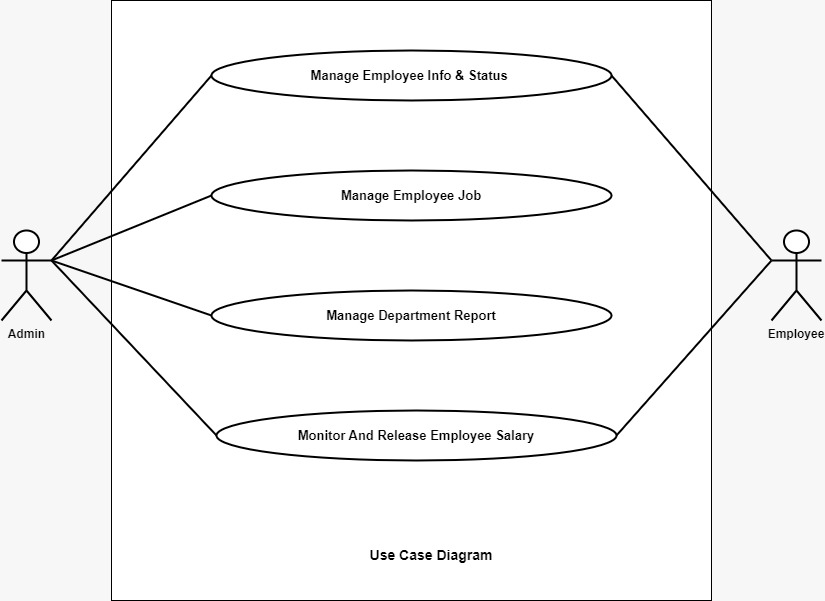 Manage Employee Info & Status
Manage Employee Job
Manage Department Report
Admin
Employee
Monitor And Release Employee Salary
Use Case Diagram